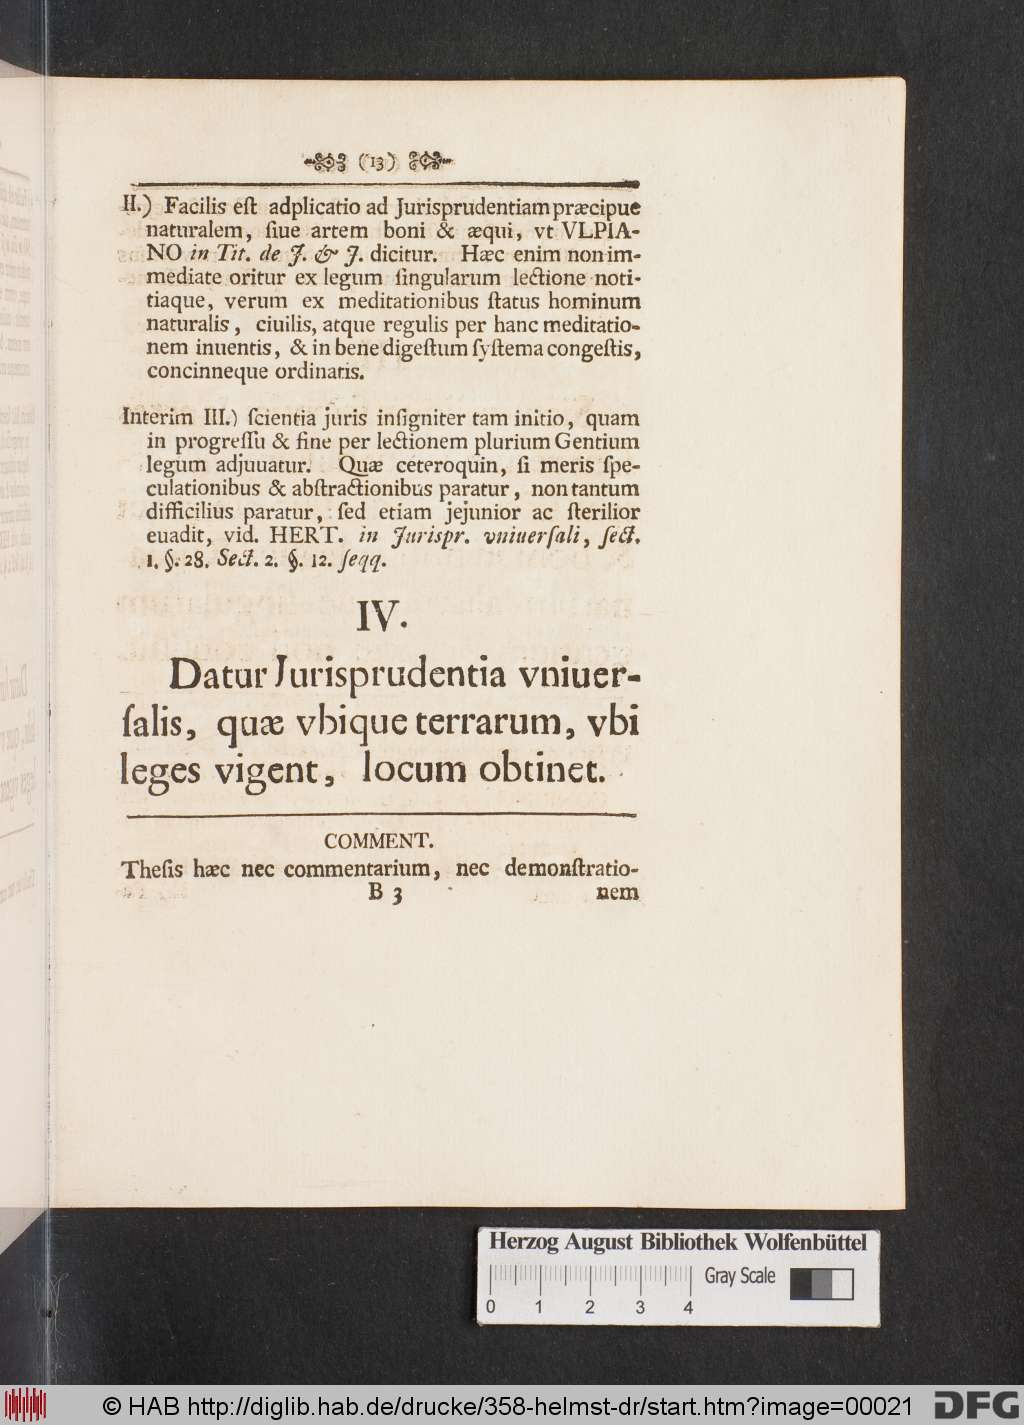 (13)
II.) Facilis eſt adplicatio ad Jurisprudentiam præcipue
naturalem, ſiue artem boni & æqui, vt VLPIA-
NO in Tit. de J. & J. dicitur. Hæc enim non im-
mediate oritur ex legum ſingularum lectione noti-
tiaque, verum ex meditationibus ſtatus hominum
naturalis, ciuilis, atque regulis per hanc meditatio-
nem inuentis, & in bene digeſtum ſyſtema congeſtis,
concinneque ordinatis.
Interim III.) ſcientia juris inſigniter tam initio, quam
in progreſſu & fine per lectionem plurium Gentium
legum adjuuatur. Quæ ceteroquin, ſi meris ſpe-
culationibus & abſtractionibus paratur, non tantum
difficilius paratur, ſed etiam jejunior ac ſterilior
euadit, vid. HERT. in Jurispr. vniuerſali, ſect.
1. §. 28. Sect. 2. §. 12. ſeqq.
IV.
Datur Jurisprudentia vniuer-
ſalis, quæ vbique terrarum, vbi
leges vigent, locum obtinet.
COMMENT.
Theſis hæc nec commentarium, nec demonſtratio-
B 3 nem
Herzog August Bibliothek Wolfenbüttel
Gray Scale
0 1 2 3 4
© HAB http://diglib.hab.de/drucke/358-helmst-dr/start.htm?image=00021
DFG